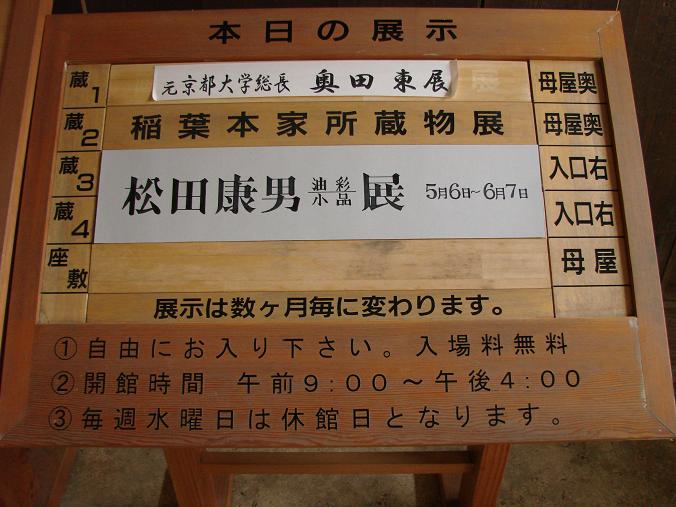 本日の展示
蔵1 元京都大学総長 奥田 東展 母屋奥
蔵2 稲葉本家所蔵物展 母屋奥
蔵3 松田康男 油彩 水品 展 5月6日~6月7日 入口右
蔵4 入口右
座敷 母屋
展示は数ヶ月毎に変わります。
①自由にお入り下さい。入場料無料
②開館時間 午前9:00～午後4:00
③毎週水曜日は休館日となります。